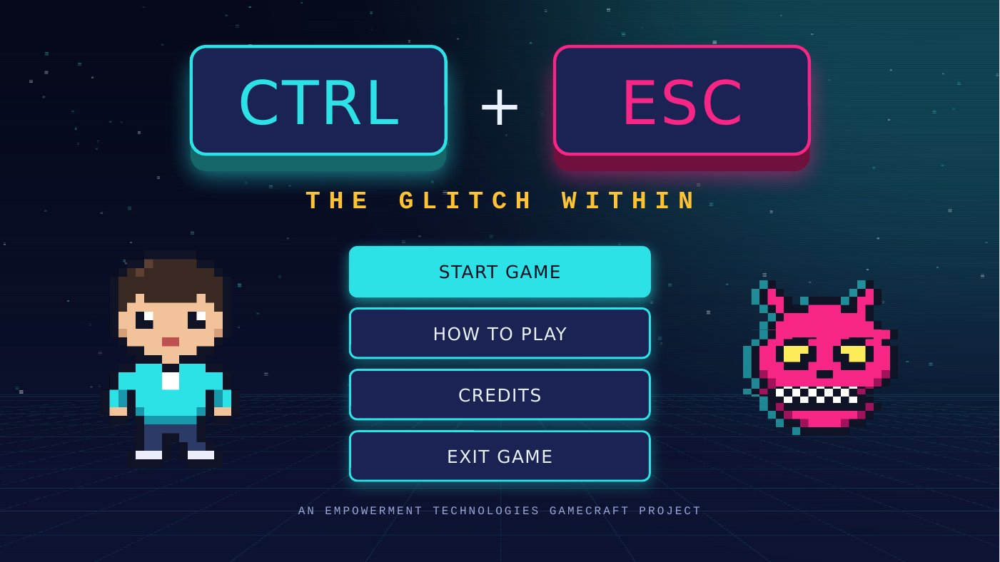 CTRL + ESC
THE GLITCH WITHIN
START GAME
HOW TO PLAY
CREDITS
EXIT GAME
AN EMPOWERMENT TECHNOLOGIES GAMECRAFT PROJECT